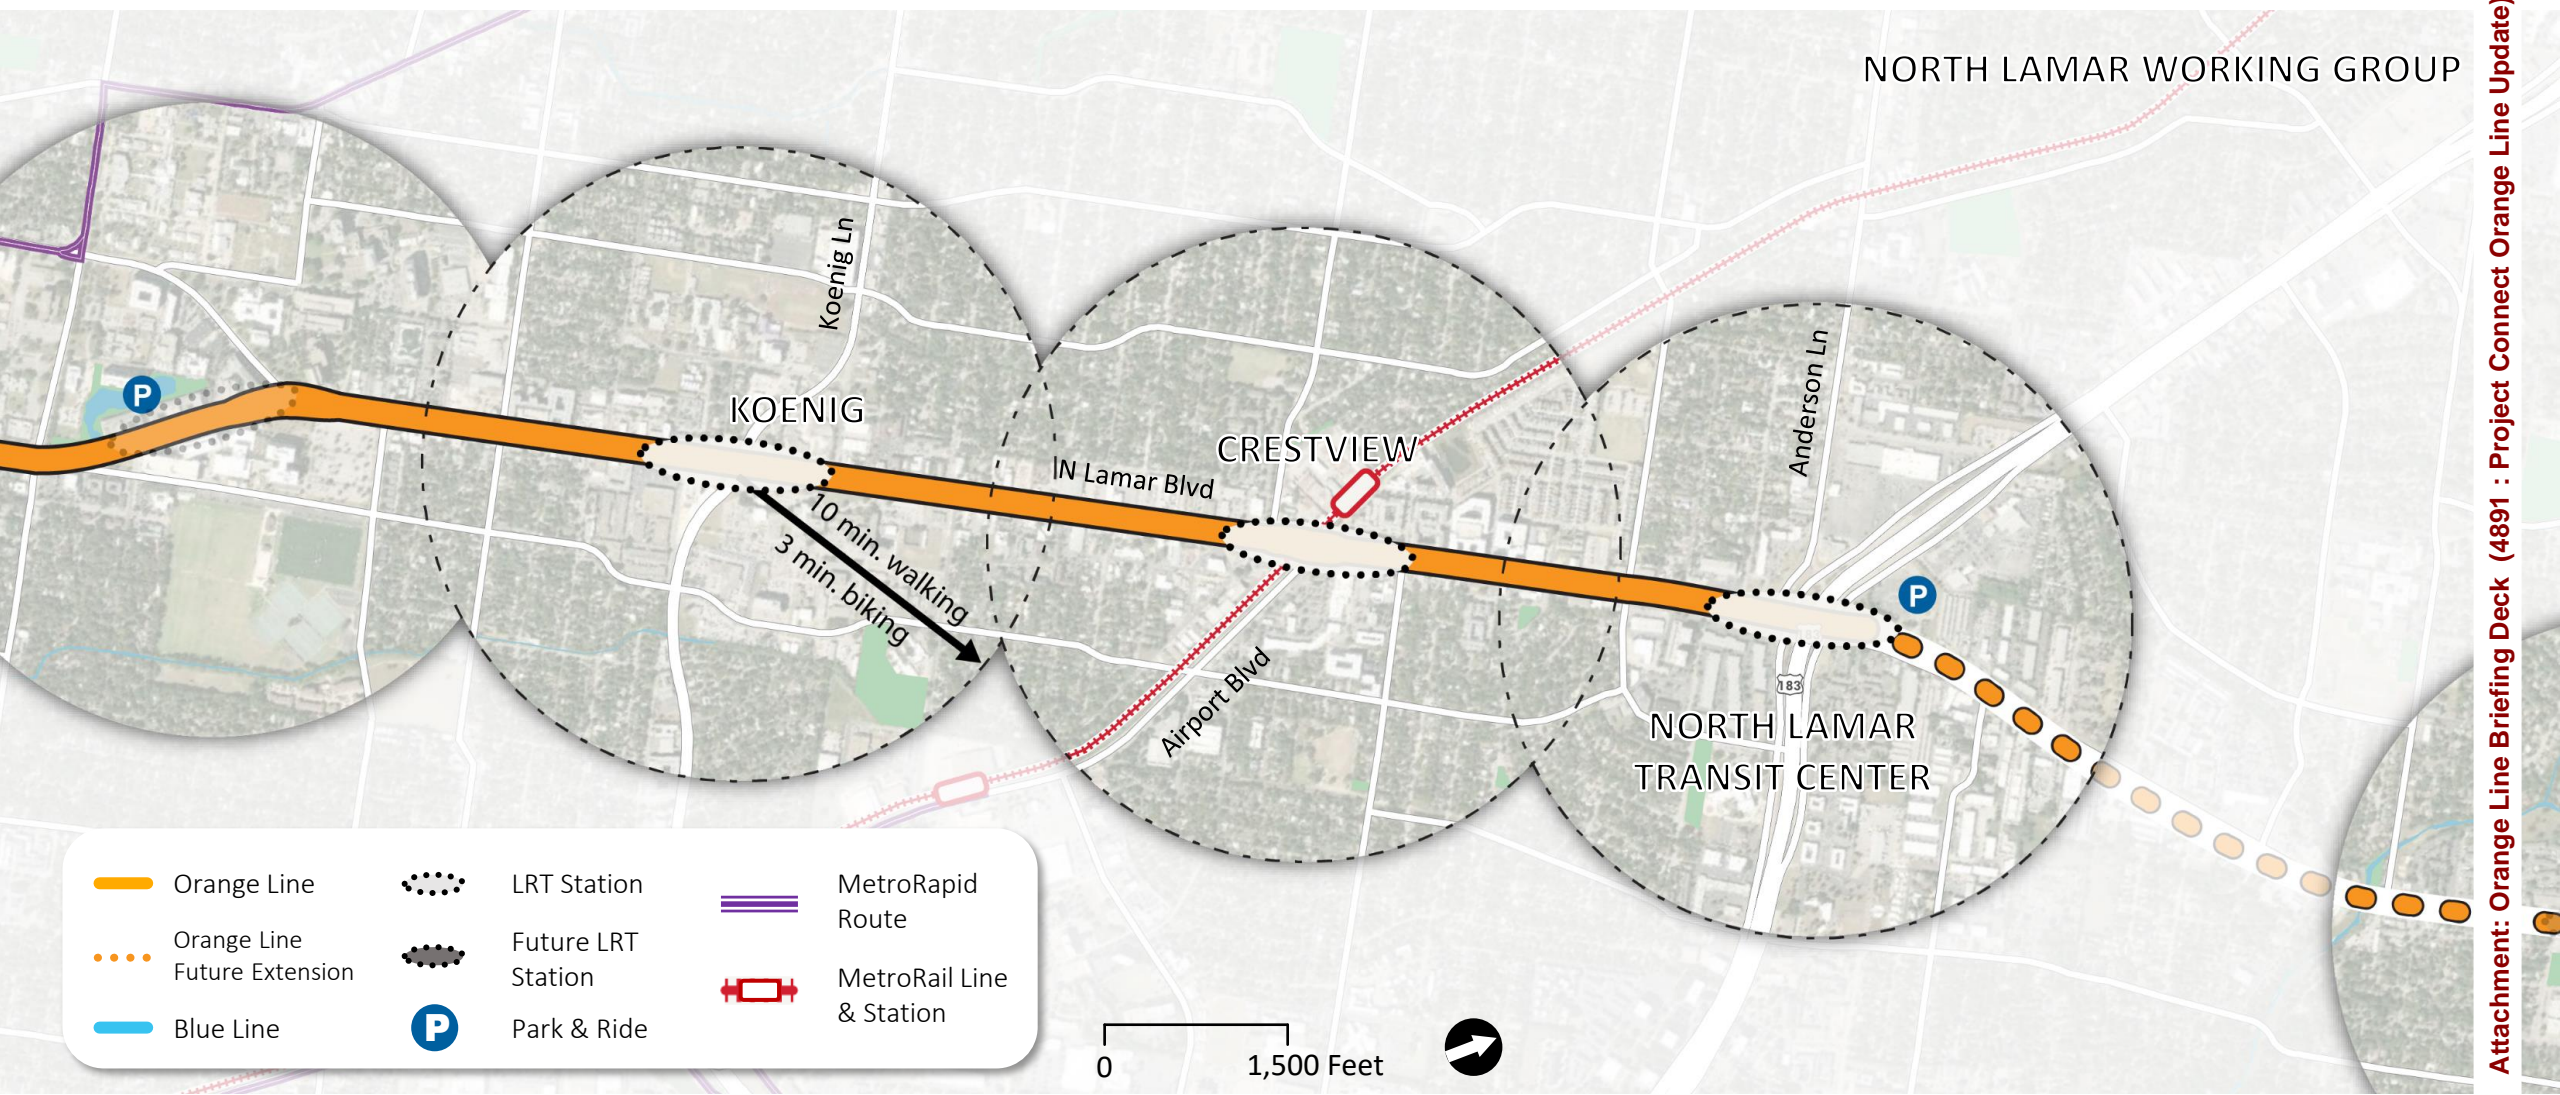 NORTH LAMAR WORKING GROUP
Koenig Ln
Anderson Ln
P
KOENIG
CRESTVIEW
N Lamar Blvd
10 min. walking
3 min. biking
P
Airport Blvd
183
NORTH LAMAR
TRANSIT CENTER
Orange Line
Orange Line
Future Extension
Blue Line
LRT Station
Future LRT
Station
P
Park & Ride
MetroRapid
Route
MetroRail Line
& Station
0
1,500 Feet
Attachment: Orange Line Briefing Deck (4891 : Project Connect Orange Line Update)